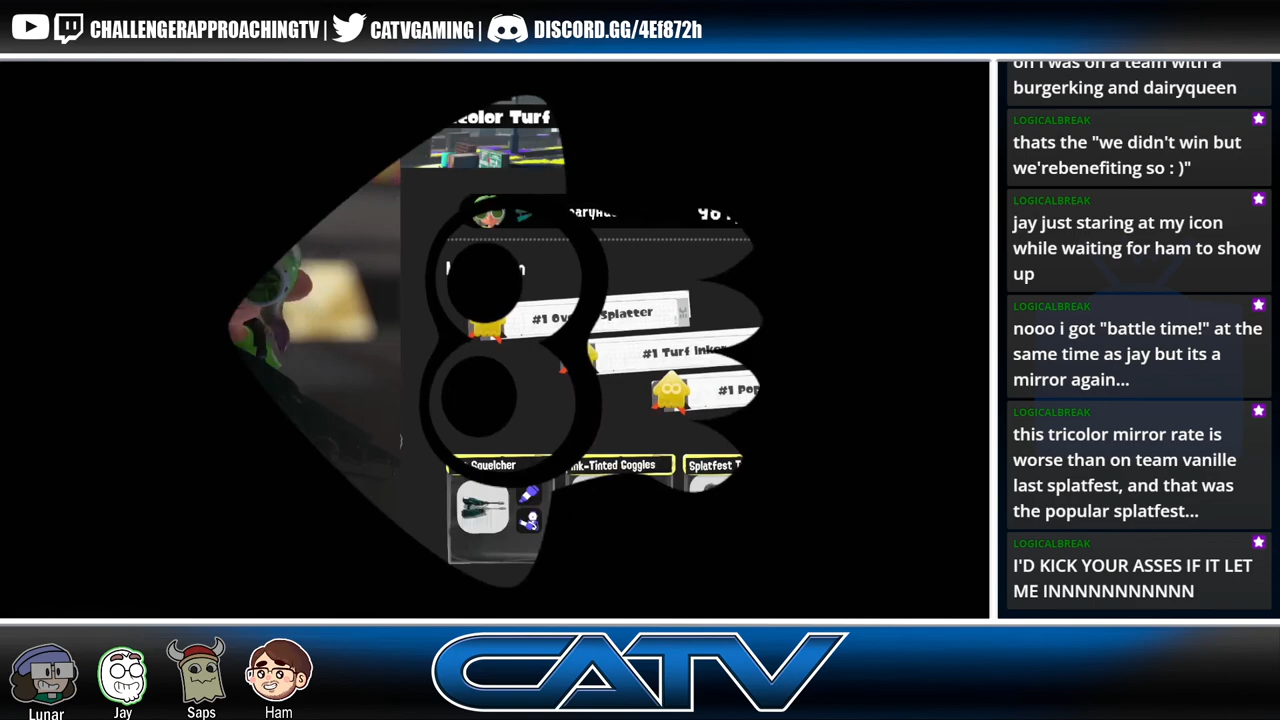 CHALLENGERAPPROACHINGTV | CATVGAMING | DISCORD.GG/4Ef872h
color Turf
#1 Splatter
#1 Turf Inker
#1
Squelcher
Ink-Tinted Goggles
Splatfest T
oh i was on a team with a
burgerking and dairyqueen
LOGICALBREAK
thats the "we didn't win but
we'rebenefiting so : )"
LOGICALBREAK
jay just staring at my icon
while waiting for ham to show
up
LOGICALBREAK
nooo i got "battle time!" at the
same time as jay but its a
mirror again...
LOGICALBREAK
this tricolor mirror rate is
worse than on team vanille
last splatfest, and that was
the popular splatfest...
LOGICALBREAK
I'D KICK YOUR ASSES IF IT LET
ME INNNNNNNNNNN
Lunar Jay Saps Ham
CATV